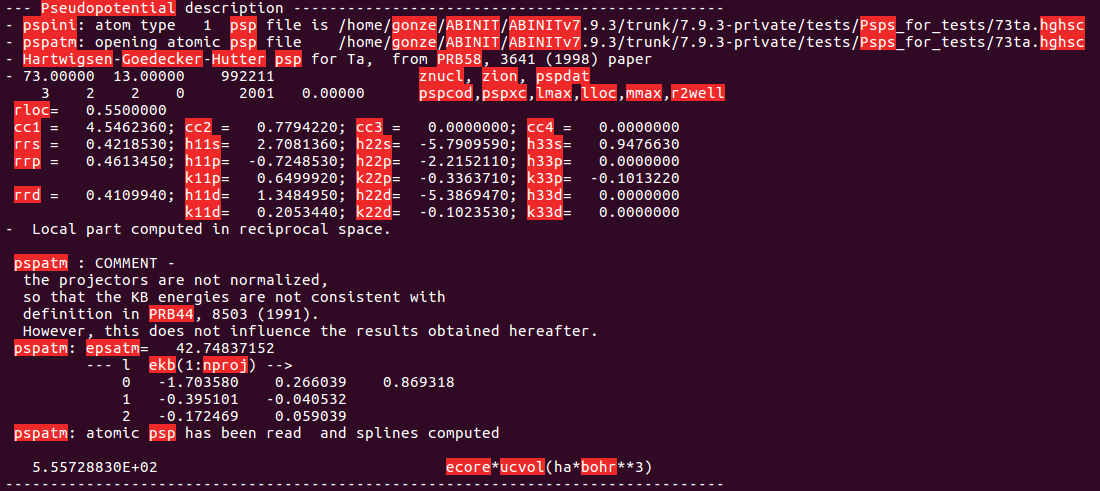 --- Pseudopotential description ------------------------------------------------
- pspini: atom type   1  psp file is /home/gonze/ABINIT/ABINITv7.9.3/trunk/7.9.3-private/tests/Psps_for_tests/73ta.hghsc
- pspatm: opening atomic psp file    /home/gonze/ABINIT/ABINITv7.9.3/trunk/7.9.3-private/tests/Psps_for_tests/73ta.hghsc
- Hartwigsen-Goedecker-Hutter psp for Ta,  from PRB58, 3641 (1998) paper
- 73.00000  13.00000    992211                znucl, zion, pspdat
    3    2    2    0      2001   0.00000      pspcod,pspxc,lmax,lloc,mmax,r2well
 rloc=   0.5500000
 cc1 =   4.5462360; cc2 =   0.7794220; cc3 =   0.0000000; cc4 =   0.0000000
 rrs =   0.4218530; h11s=   2.7081360; h22s=  -5.7909590; h33s=   0.9476630
 rrp =   0.4613450; h11p=  -0.7248530; h22p=  -2.2152110; h33p=   0.0000000
                    k11p=   0.6499920; k22p=  -0.3363710; k33p=  -0.1013220
 rrd =   0.4109940; h11d=   1.3484950; h22d=  -5.3869470; h33d=   0.0000000
                    k11d=   0.2053440; k22d=  -0.1023530; k33d=   0.0000000
-  Local part computed in reciprocal space.
 pspatm : COMMENT -
  the projectors are not normalized,
  so that the KB energies are not consistent with
  definition in PRB44, 8503 (1991).
  However, this does not influence the results obtained hereafter.
 pspatm: epsatm=   42.74837152
         --- l  ekb(1:nproj) -->
             0   -1.703580    0.266039    0.869318
             1   -0.395101   -0.040532
             2   -0.172469    0.059039
 pspatm: atomic psp has been read  and splines computed
   5.55728830E+02                                ecore*ucvol(ha*bohr**3)
--------------------------------------------------------------------------------